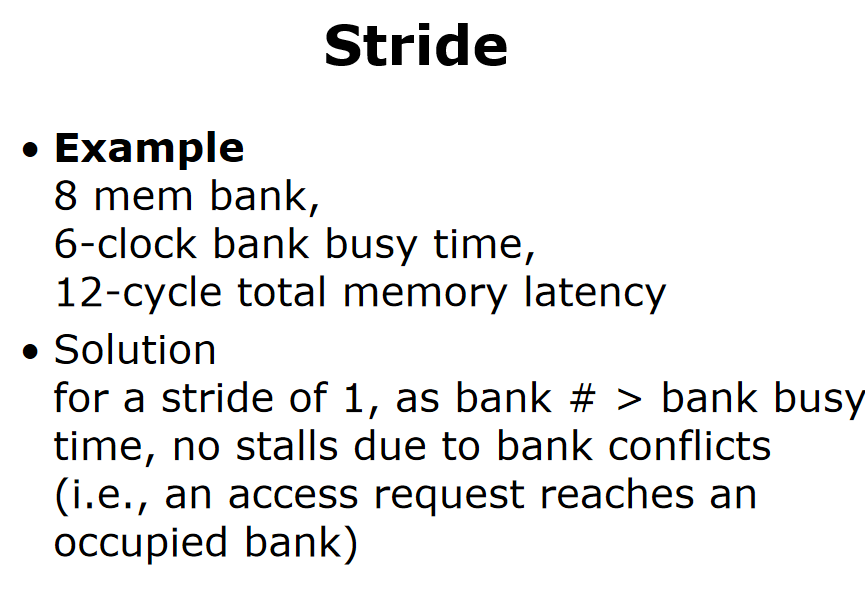 Stride
• Example
8 mem bank,
6-clock bank busy time,
12-cycle total memory latency
• Solution
for a stride of 1, as bank # > bank busy
time, no stalls due to bank conflicts
(i.e., an access request reaches an
occupied bank)